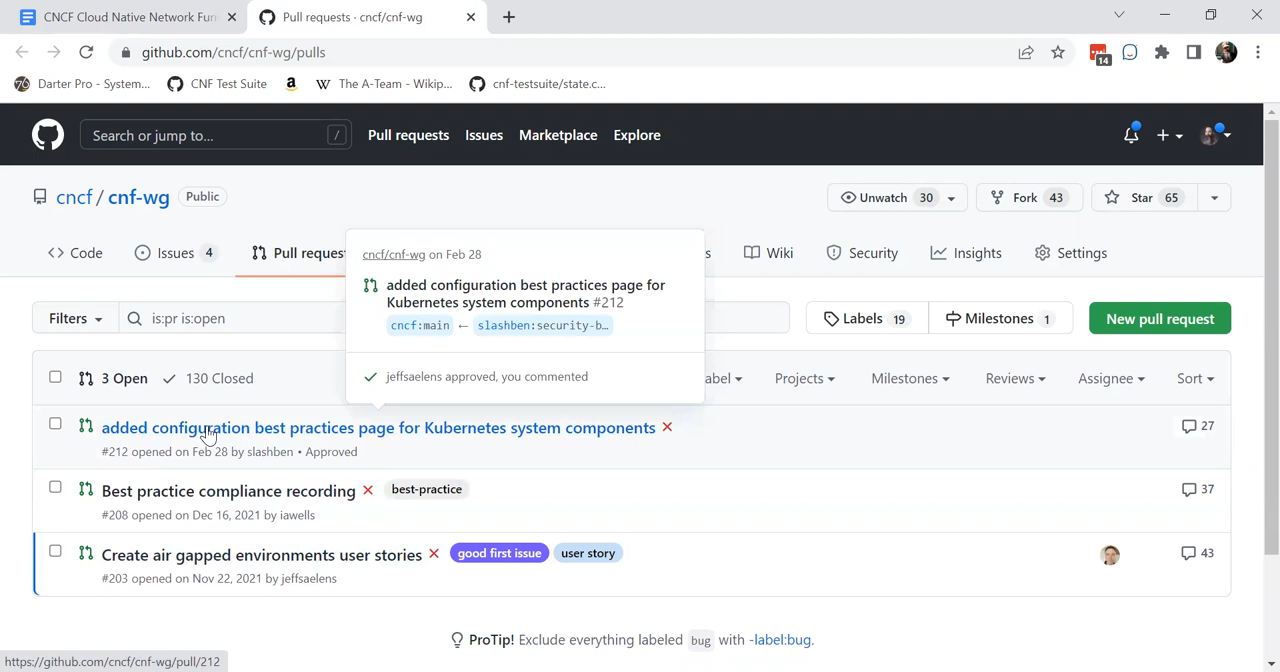 CNCF Cloud Native Network Fun
Pull requests · cncf/cnf-wg
github.com/cncf/cnf-wg/pulls
14
Darter Pro - System...
CNF Test Suite
The A-Team - Wikip...
cnf-testsuite/state.c...
Search or jump to...
/
Pull requests
Issues
Marketplace
Explore
cncf / cnf-wg
Public
Unwatch 30
Fork 43
Star 65
Code
Issues 4
Pull request
s
Wiki
Security
Insights
Settings
cncf/cnf-wg on Feb 28
added configuration best practices page for
Kubernetes system components #212
cncf:main ← slashben:security-b...
jeffsaelens approved, you commented
Filters
is:pr is:open
Labels 19
Milestones 1
New pull request
3 Open
130 Closed
abel
Projects
Milestones
Reviews
Assignee
Sort
added configuration best practices page for Kubernetes system components
27
#212 opened on Feb 28 by slashben • Approved
Best practice compliance recording
best-practice
37
#208 opened on Dec 16, 2021 by iawells
Create air gapped environments user stories
good first issue
user story
43
#203 opened on Nov 22, 2021 by jeffsaelens
ProTip! Exclude everything labeled bug with -label:bug.
https://github.com/cncf/cnf-wg/pull/212